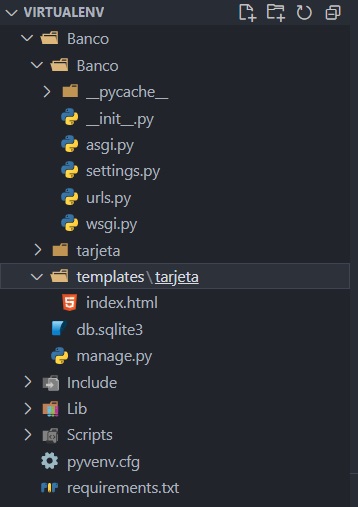 VIRTUALENV
Banco
Banco
__pycache__
__init__.py
asgi.py
settings.py
urls.py
wsgi.py
tarjeta
templates\tarjeta
index.html
db.sqlite3
manage.py
Include
Lib
Scripts
pyvenv.cfg
requirements.txt